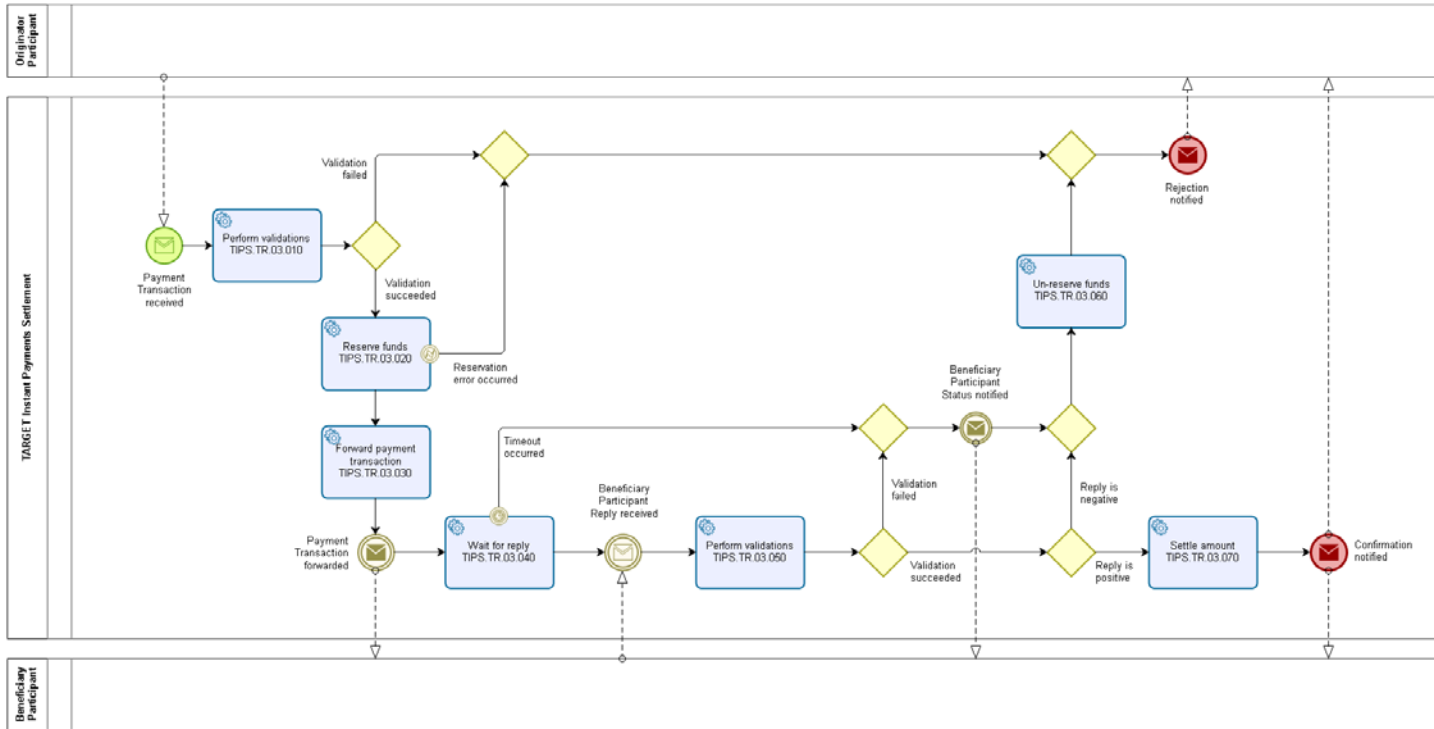 Originator
Participant
TARGET Instant Payments Settlement
Validation
failed
Rejection
notified
Perform validations
TIPS.TR.03.010
Payment
Transaction
received
Validation
succeeded
Un-reserve funds
TIPS.TR.03.060
Reserve funds
TIPS.TR.03.020
Reservation
error occurred
Beneficiary
Participant
Status notified
Forward payment
transaction
TIPS.TR.03.030
Timeout
occurred
Beneficiary
Participant
Reply received
Validation
failed
Reply is
negative
Payment
Transaction
forwarded
Wait for reply
TIPS.TR.03.040
Perform validations
TIPS.TR.03.050
Validation
succeeded
Reply is
positive
Settle amount
TIPS.TR.03.070
Confirmation
notified
Beneficiary
Participant